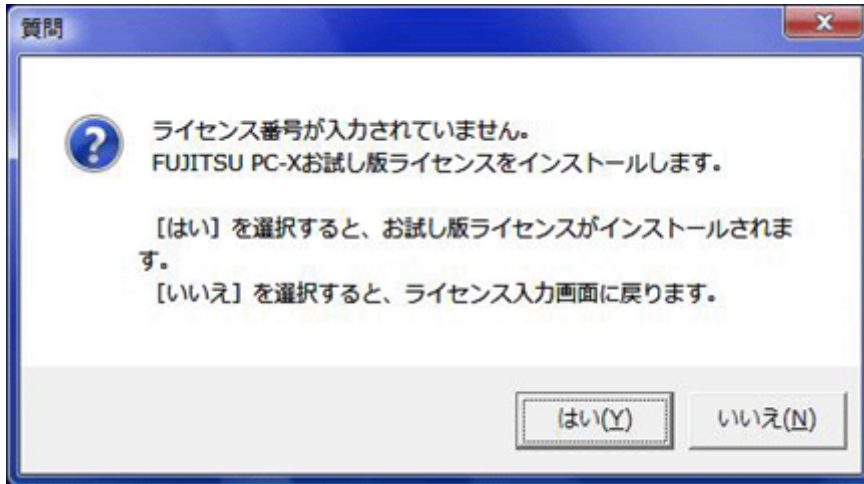 質問
ライセンス番号が入力されていません。
FUJITSU PC-Xお試し版ライセンスをインストールします。
［はい］を選択すると、お試し版ライセンスがインストールされま
す。
［いいえ］を選択すると、ライセンス入力画面に戻ります。
はい(Y) いいえ(N)